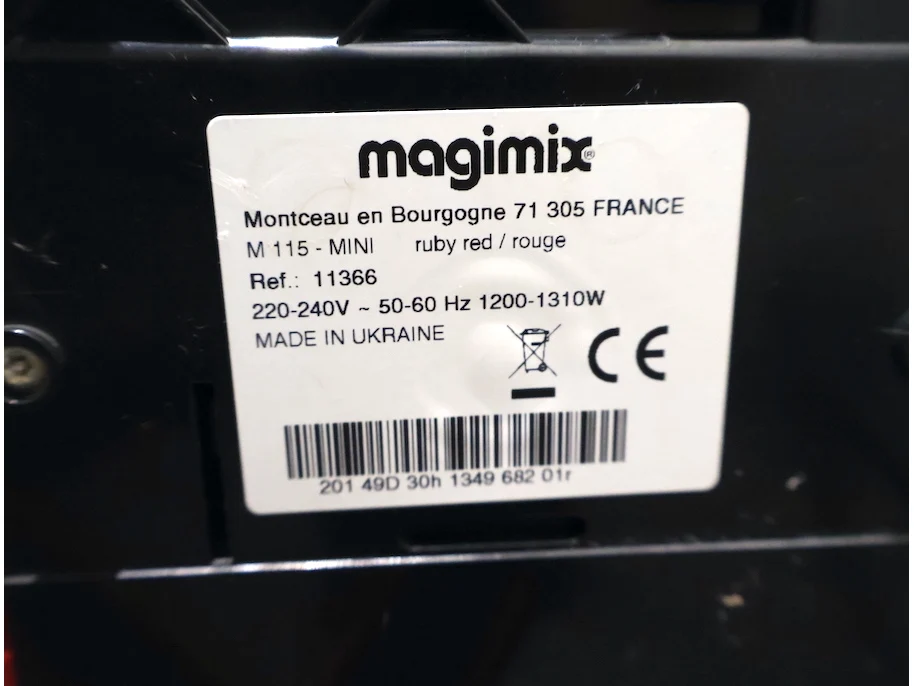 magimix®
Montceau en Bourgogne 71 305 FRANCE
M 115 - MINI ruby red / rouge
Ref.: 11366
220-240V ~ 50-60 Hz 1200-1310W
MADE IN UKRAINE
CE
201 49D 30h 1349 682 01r